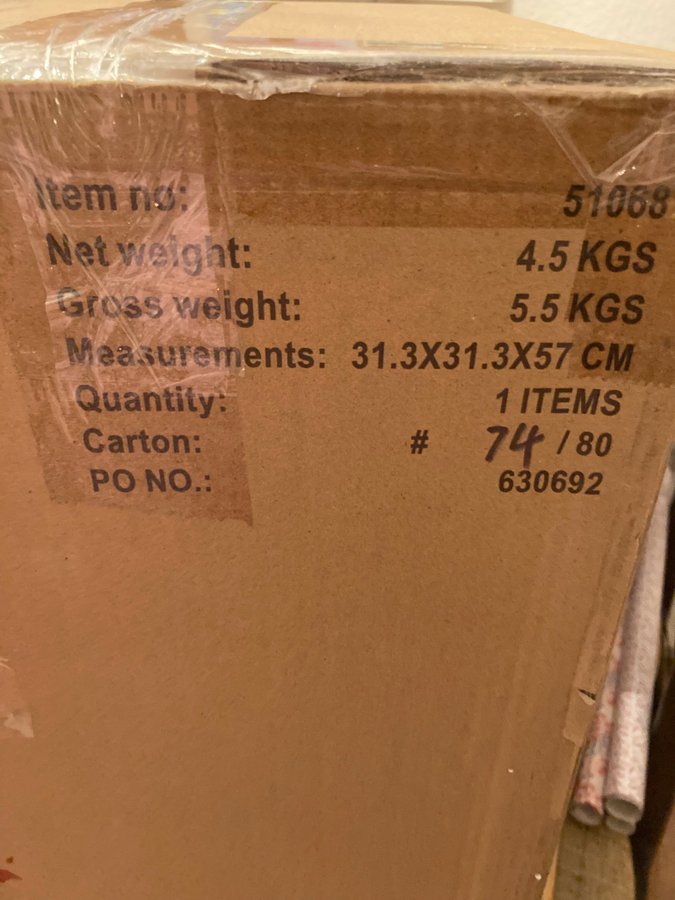 Item no: 51068
Net weight: 4.5 KGS
Gross weight: 5.5 KGS
Measurements: 31.3X31.3X57 CM
Quantity: 1 ITEMS
Carton: # 74 / 80
PO NO.: 630692